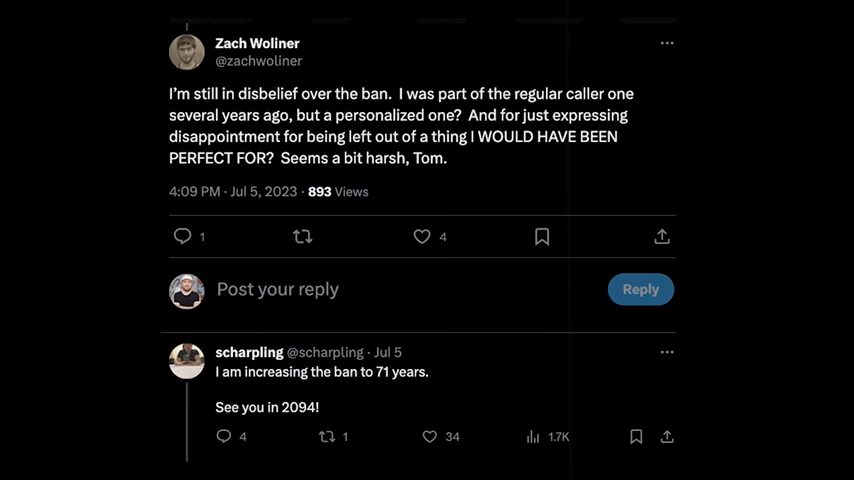 Zach Woliner
@zachwoliner
I'm still in disbelief over the ban. I was part of the regular caller one
several years ago, but a personalized one? And for just expressing
disappointment for being left out of a thing I WOULD HAVE BEEN
PERFECT FOR? Seems a bit harsh, Tom.
4:09 PM · Jul 5, 2023 · 893 Views
1 4
Post your reply Reply
scharpling @scharpling · Jul 5
I am increasing the ban to 71 years.
See you in 2094!
4 1 34 1.7K